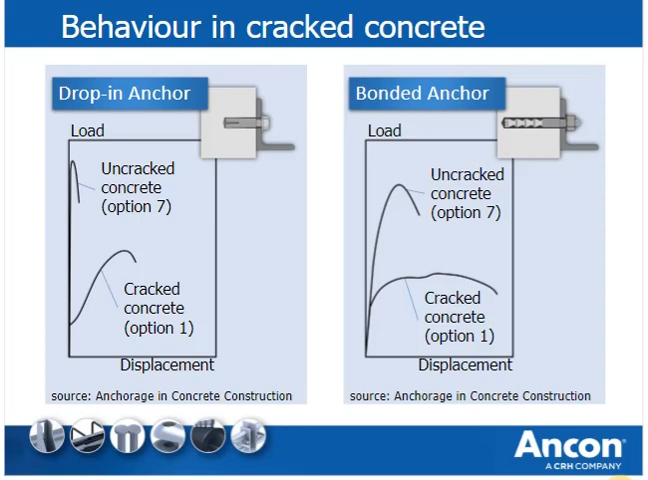 Behaviour in cracked concrete
Drop-in Anchor
Load
Uncracked
concrete
(option 7)
Cracked
concrete
(option 1)
Displacement
source: Anchorage in Concrete Construction
Bonded Anchor
Load
Uncracked
concrete
(option 7)
Cracked
concrete
(option 1)
Displacement
source: Anchorage in Concrete Construction
Ancon®
A CRH COMPANY